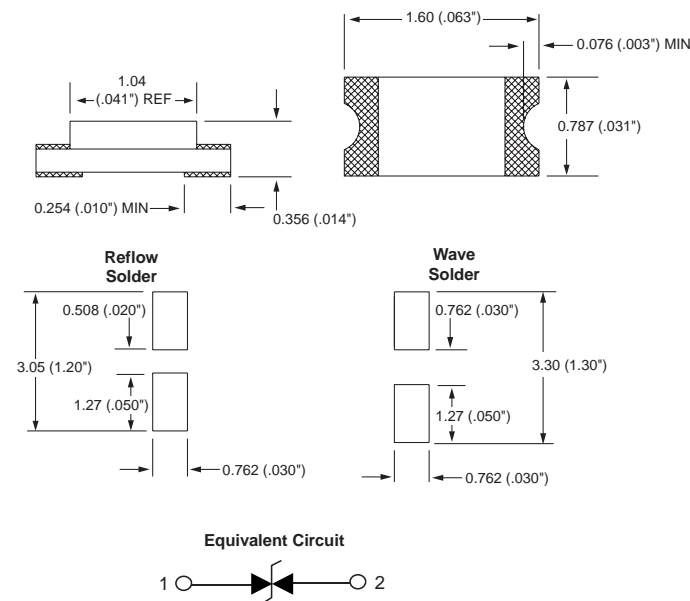 1.60 (.063")
0.076 (.003") MIN
1.04
(.041") REF
0.787 (.031")
0.254 (.010") MIN
0.356 (.014")
Reflow
Solder
Wave
Solder
0.508 (.020")
0.762 (.030")
3.05 (1.20")
3.30 (1.30")
1.27 (.050")
1.27 (.050")
0.762 (.030")
0.762 (.030")
Equivalent Circuit
1
2